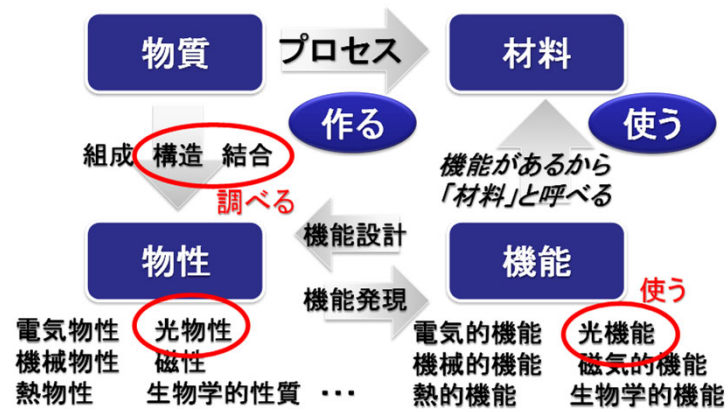 物質
プロセス
材料
作る
使う
組成 構造 結合
調べる
機能があるから
「材料」と呼べる
物性
機能設計
機能発現
機能
使う
電気物性 光物性
機械物性 磁性
熱物性 生物学的性質 ・・・
電気的機能 光機能
機械的機能 磁気的機能
熱的機能 生物学的機能